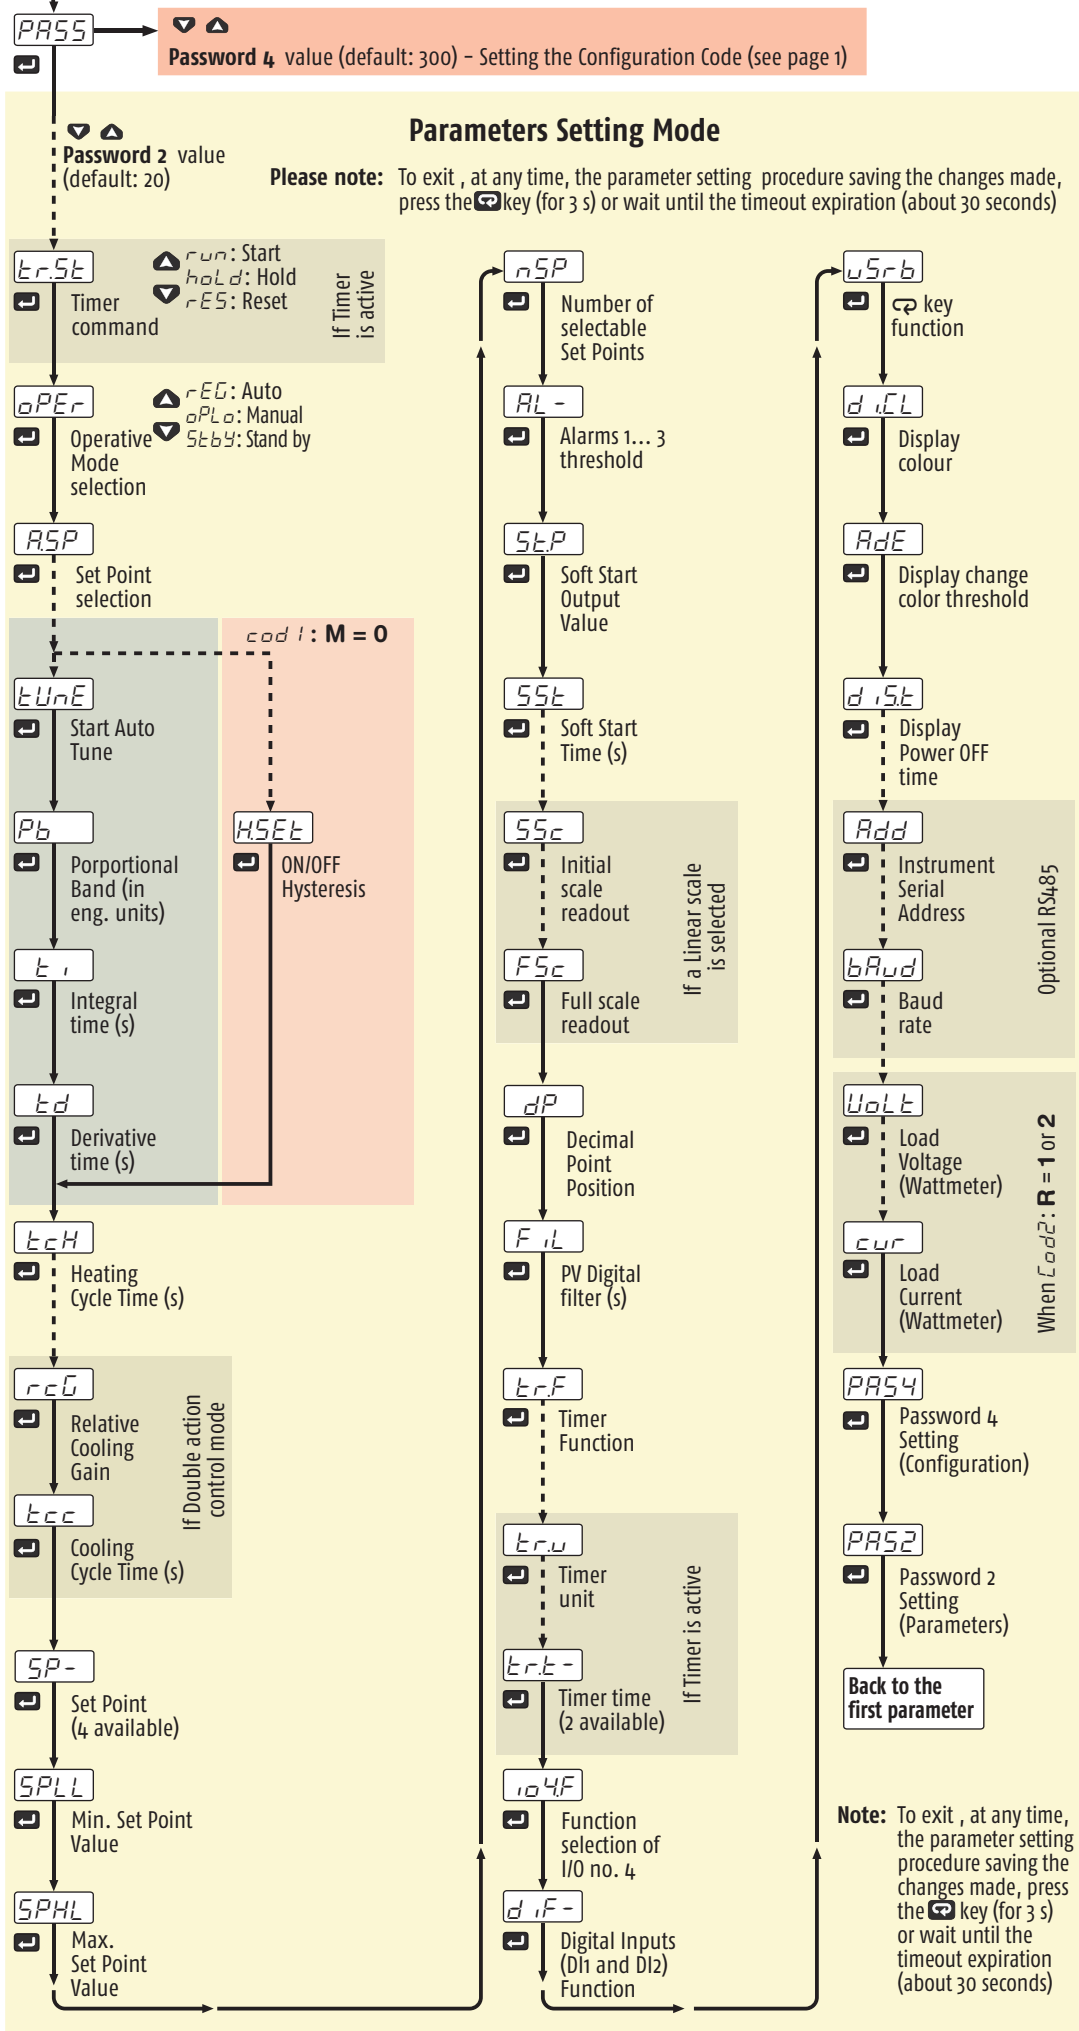 PASS
Password 4 value (default: 300) – Setting the Configuration Code (see page 1)
Parameters Setting Mode
Password 2 value
(default: 20)
Please note: To exit , at any time, the parameter setting procedure saving the changes made,
press the key (for 3 s) or wait until the timeout expiration (about 30 seconds)
tr.St
Timer
command
run: Start
hoLd: Hold
rES: Reset
If Timer
is active
oPEr
Operative
Mode
selection
rEG: Auto
oPLo: Manual
StbY: Stand by
A.SP
Set Point
selection
cod1: M = 0
tUnE
Start Auto
Tune
Pb
Porportional
Band (in
eng. units)
H.SEt
ON/OFF
Hysteresis
ti
Integral
time (s)
td
Derivative
time (s)
tcH
Heating
Cycle Time (s)
rcG
Relative
Cooling
Gain
tcc
Cooling
Cycle Time (s)
If Double action
control mode
SP-
Set Point
(4 available)
SPLL
Min. Set Point
Value
SPHL
Max.
Set Point
Value
nSP
Number of
selectable
Set Points
AL-
Alarms 1... 3
threshold
St.P
Soft Start
Output
Value
SSt
Soft Start
Time (s)
SSc
Initial
scale
readout
FSc
Full scale
readout
If a Linear scale
is selected
dP
Decimal
Point
Position
FiL
PV Digital
filter (s)
tr.F
Timer
Function
tr.u
Timer
unit
tr.t-
Timer time
(2 available)
If Timer is active
io4.F
Function
selection of
I/O no. 4
diF-
Digital Inputs
(DI1 and DI2)
Function
uSrb
key
function
di.CL
Display
colour
AdE
Display change
color threshold
diS.t
Display
Power OFF
time
Add
Instrument
Serial
Address
bAud
Baud
rate
Optional RS485
UoLt
Load
Voltage
(Wattmeter)
cur
Load
Current
(Wattmeter)
When Cod2: R = 1 or 2
PAS4
Password 4
Setting
(Configuration)
PAS2
Password 2
Setting
(Parameters)
Back to the
first parameter
Note: To exit , at any time,
the parameter setting
procedure saving the
changes made, press
the key (for 3 s)
or wait until the
timeout expiration
(about 30 seconds)